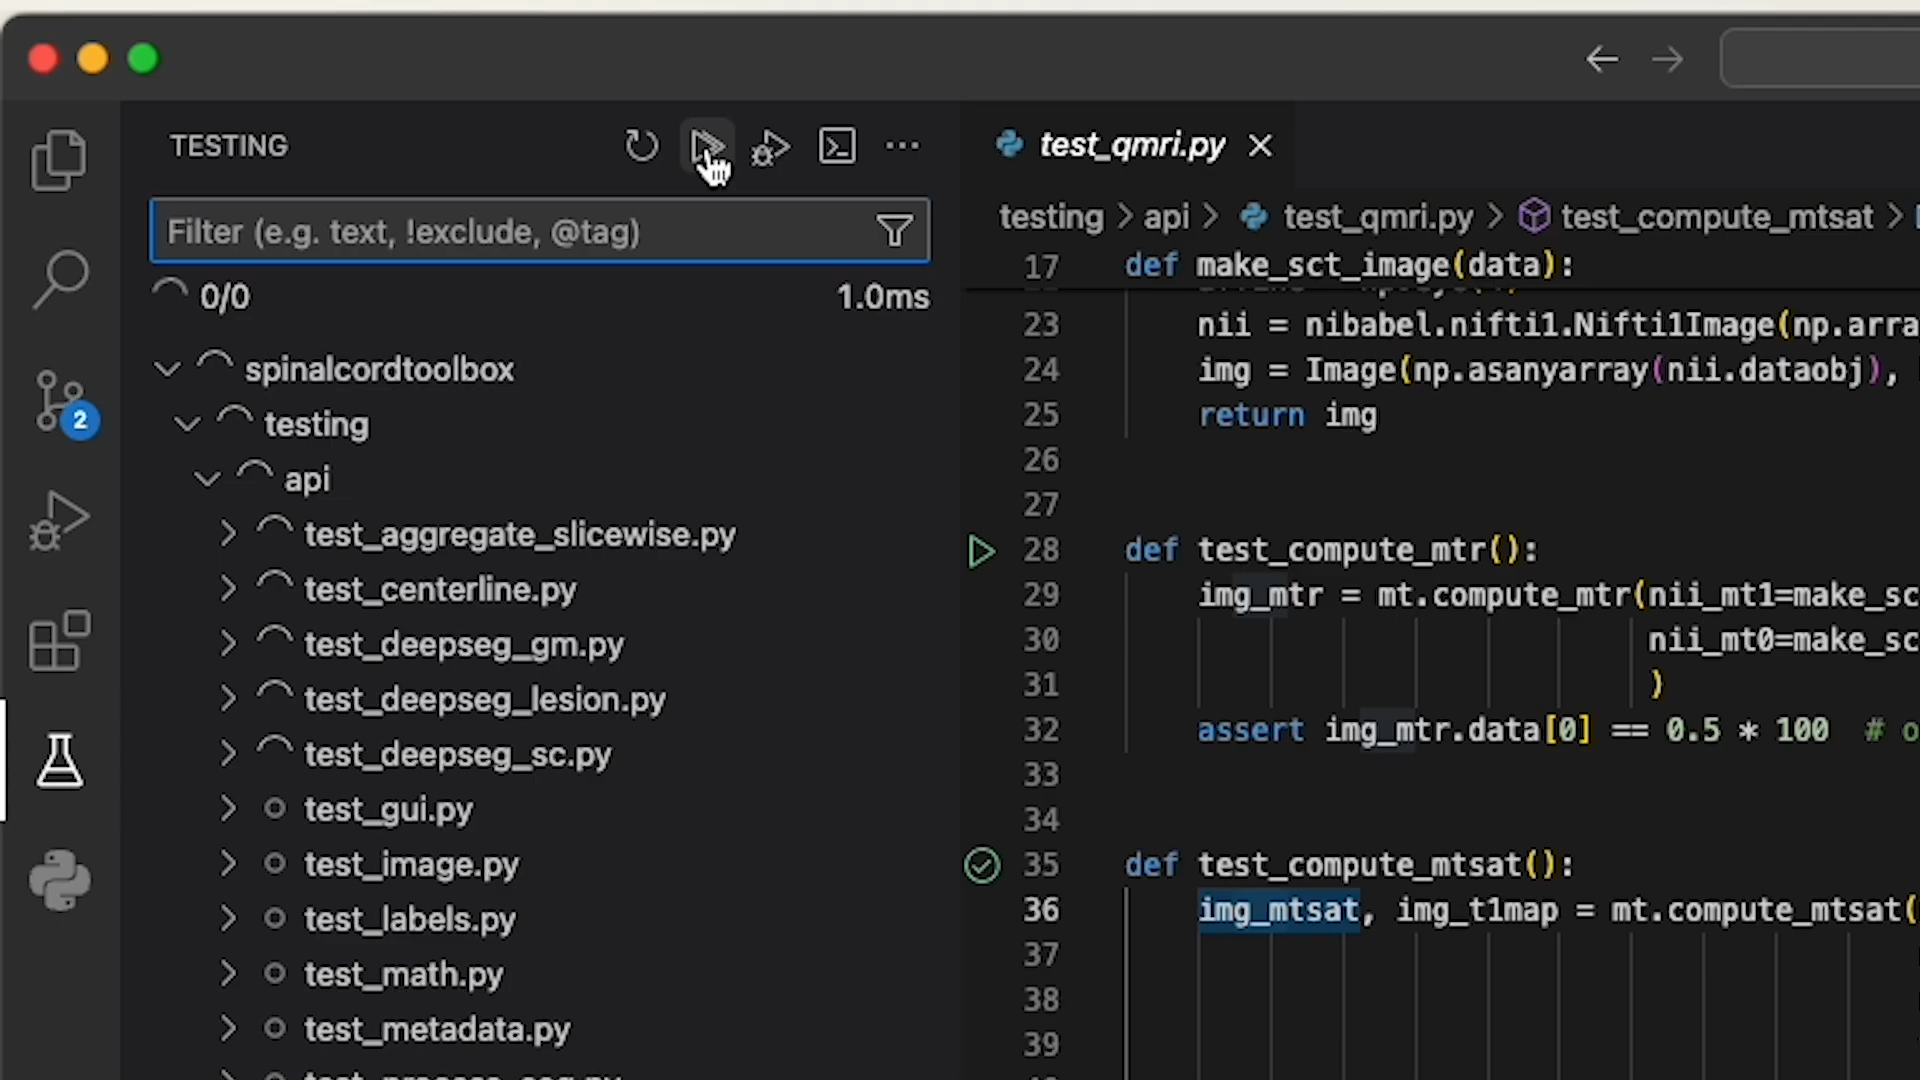 TESTING
Filter (e.g. text, !exclude, @tag)
0/0 1.0ms
spinalcordtoolbox
testing
api
test_aggregate_slicewise.py
test_centerline.py
test_deepseg_gm.py
test_deepseg_lesion.py
test_deepseg_sc.py
test_gui.py
test_image.py
test_labels.py
test_math.py
test_metadata.py
2
test_qmri.py
testing > api > test_qmri.py > test_compute_mtsat >
17 def make_sct_image(data):
23 nii = nibabel.nifti1.Nifti1Image(np.arra
24 img = Image(np.asanyarray(nii.dataobj),
25 return img
26
27
28 def test_compute_mtr():
29 img_mtr = mt.compute_mtr(nii_mt1=make_sc
30 nii_mt0=make_sc
31 )
32 assert img_mtr.data[0] == 0.5 * 100 # o
33
34
35 def test_compute_mtsat():
36 img_mtsat, img_t1map = mt.compute_mtsat(
37
38
39